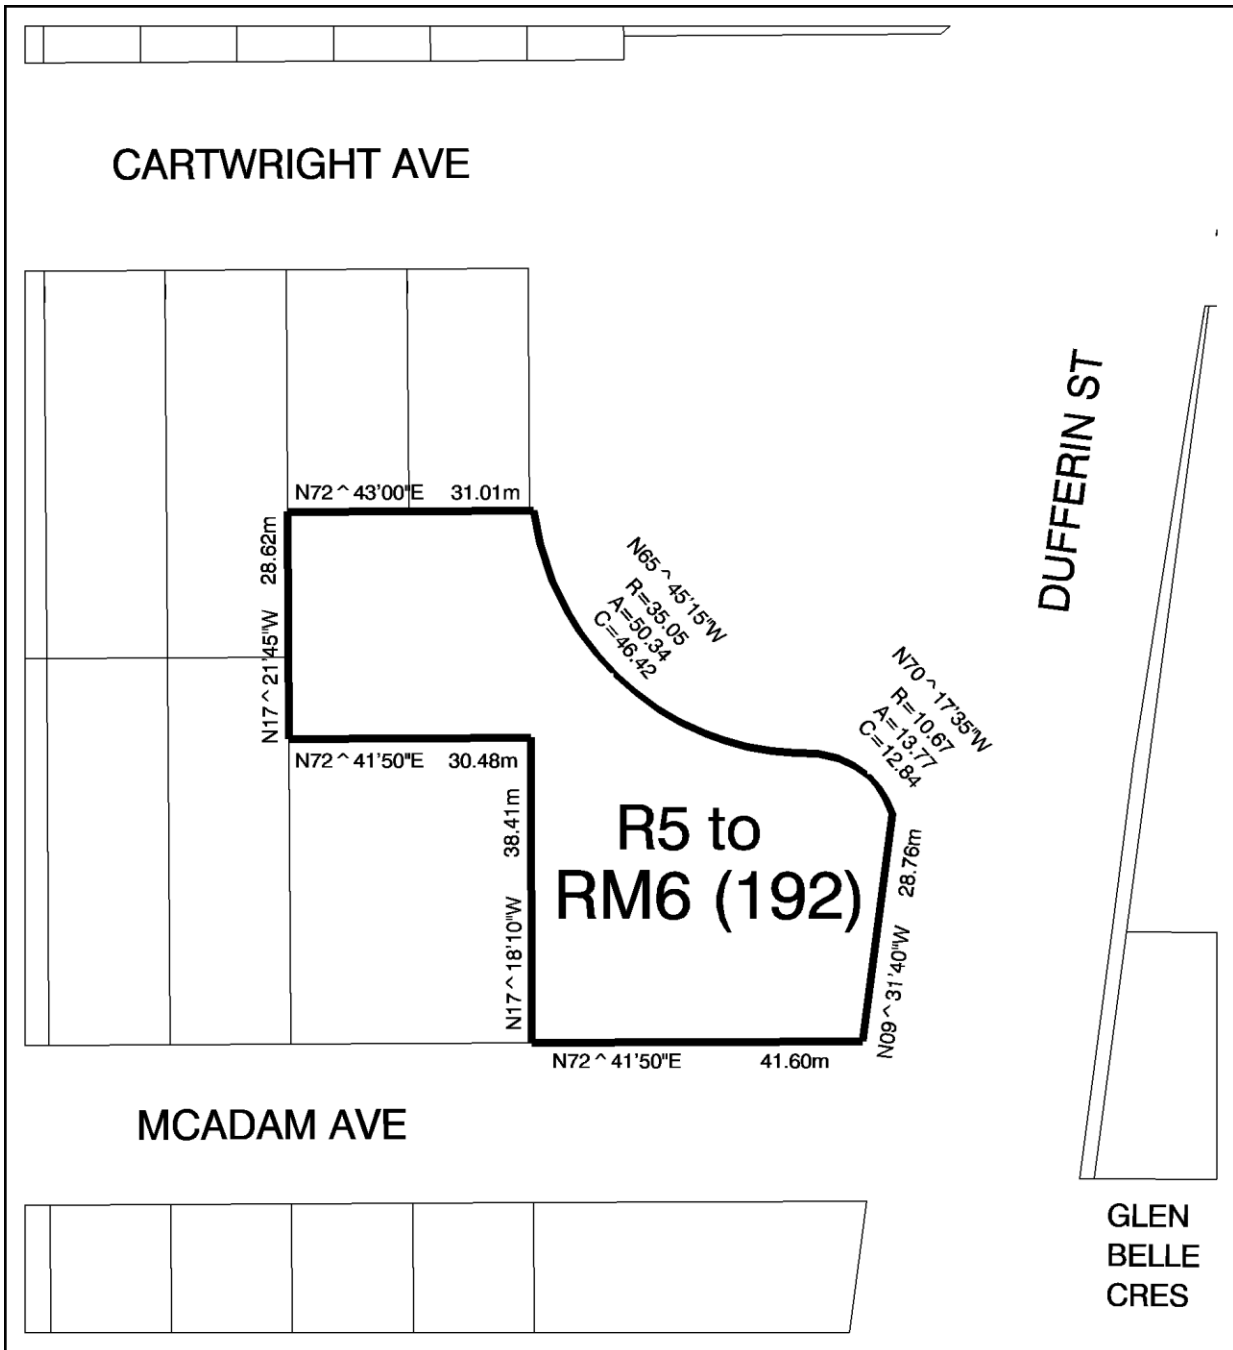 CARTWRIGHT AVE
DUFFERIN ST
N72^43'00"E 31.01m
28.62m
N17^21'45"W
N65^45'15"W
R=35.05
A=50.34
C=46.42
N70^17'35"W
R=10.67
A=13.77
C=12.84
N72^41'50"E 30.48m
38.41m
N17^18'10"W
R5 to
RM6 (192)
28.76m
N09^31'40"W
N72^41'50"E 41.60m
MCADAM AVE
GLEN
BELLE
CRES